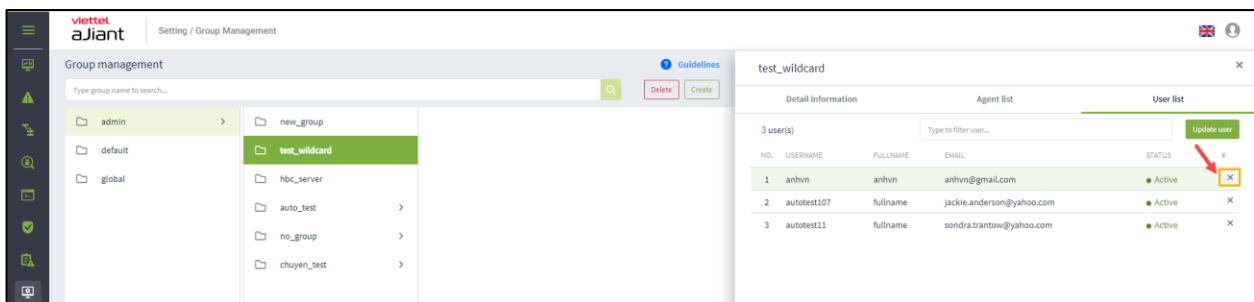 viettel
aJiant
Setting / Group Management
Group management
? Guidelines
Type group name to search...
Delete
Create
admin >
default
global
new_group
test_wildcard
hbc_server
auto_test >
no_group >
chuyen_test >
test_wildcard ×
Detail information Agent list User list
3 user(s) Type to filter user... Update user
NO. USERNAME FULLNAME EMAIL STATUS #
1 anhvn anhvn anhvn@gmail.com Active ×
2 autotest107 fullname jackie.anderson@yahoo.com Active ×
3 autotest11 fullname sondra.trantow@yahoo.com Active ×